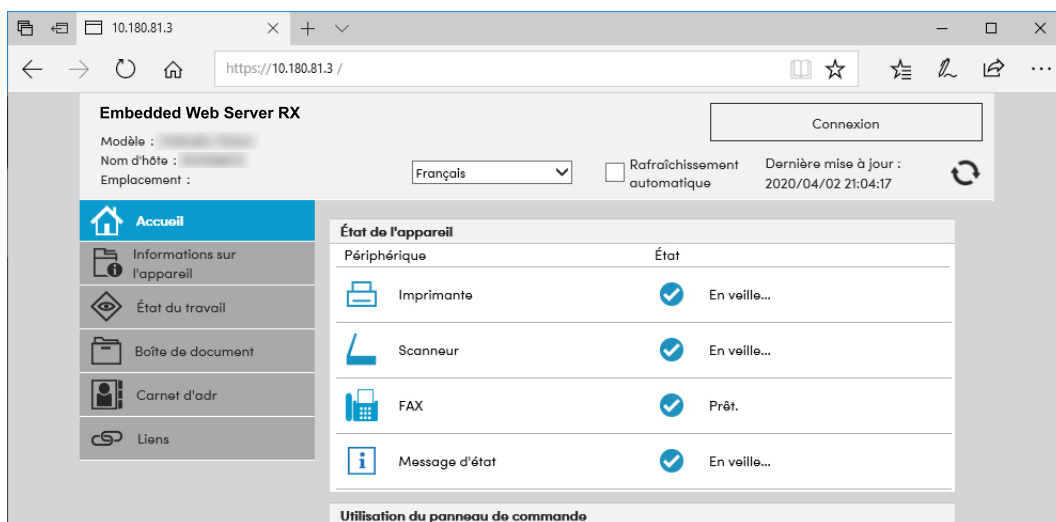 10.180.81.3
https://10.180.81.3 /
Embedded Web Server RX
Connexion
Modèle :
Nom d'hôte :
Emplacement :
Français
Rafraîchissement
automatique
Dernière mise à jour :
2020/04/02 21:04:17
Accueil
Informations sur
l'appareil
État du travail
Boîte de document
Carnet d'adr
Liens
État de l'appareil
Périphérique État
Imprimante En veille...
Scanneur En veille...
FAX Prêt.
Message d'état En veille...
Utilisation du panneau de commande